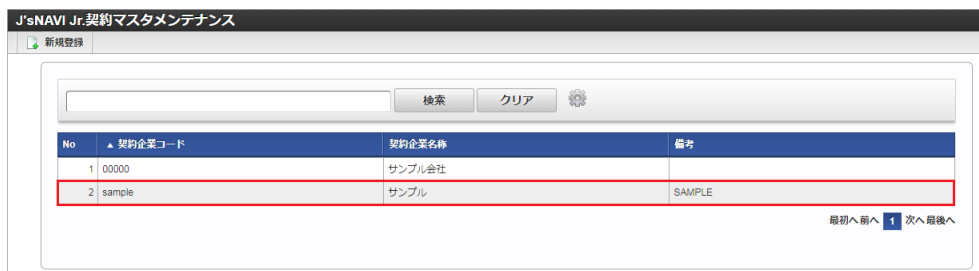 J'sNAVI Jr.契約マスタメンテナンス
新規登録
検索 クリア
No ▲ 契約企業コード 契約企業名称 備考
1 00000 サンプル会社
2 sample サンプル SAMPLE
最初へ 前へ 1 次へ 最後へ